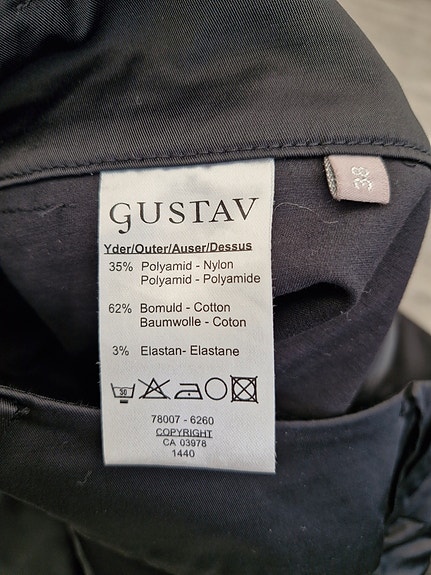 GUSTAV
Yder/Outer/Auser/Dessus
35% Polyamid - Nylon
Polyamid - Polyamide
62% Bomuld - Cotton
Baumwolle - Coton
3% Elastan- Elastane
30
78007 - 6260
COPYRIGHT
CA 03978
1440
38